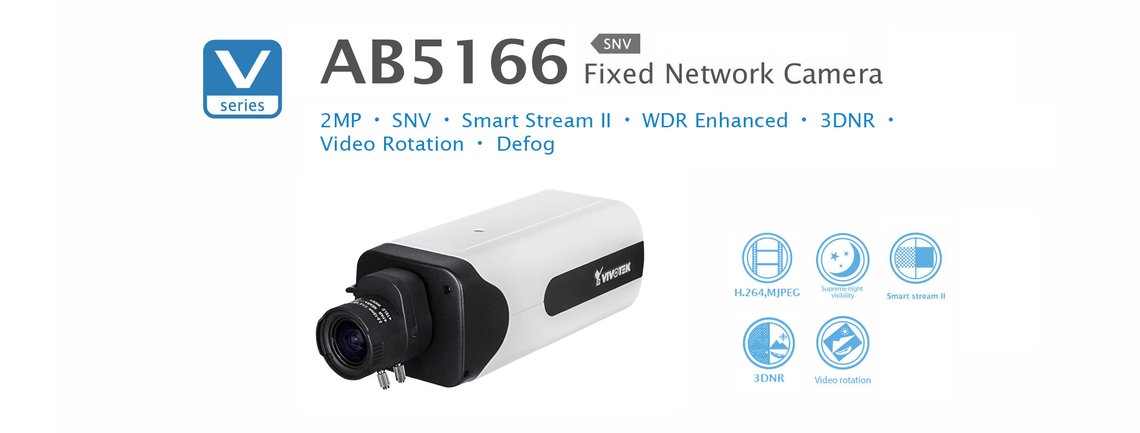 V
series
AB5166
SNV
Fixed Network Camera
2MP • SNV • Smart Stream II • WDR Enhanced • 3DNR •
Video Rotation • Defog
VIVOTEK
H.264,MJPEG
Supreme night
visibility
Smart stream II
3DNR
Video rotation